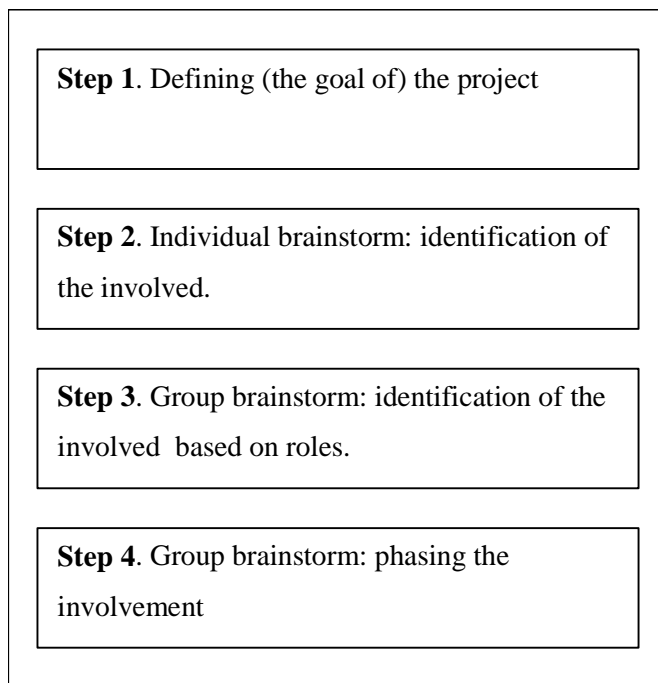 Step 1. Defining (the goal of) the project
Step 2. Individual brainstorm: identification of
the involved.
Step 3. Group brainstorm: identification of the
involved  based on roles.
Step 4. Group brainstorm: phasing the
involvement